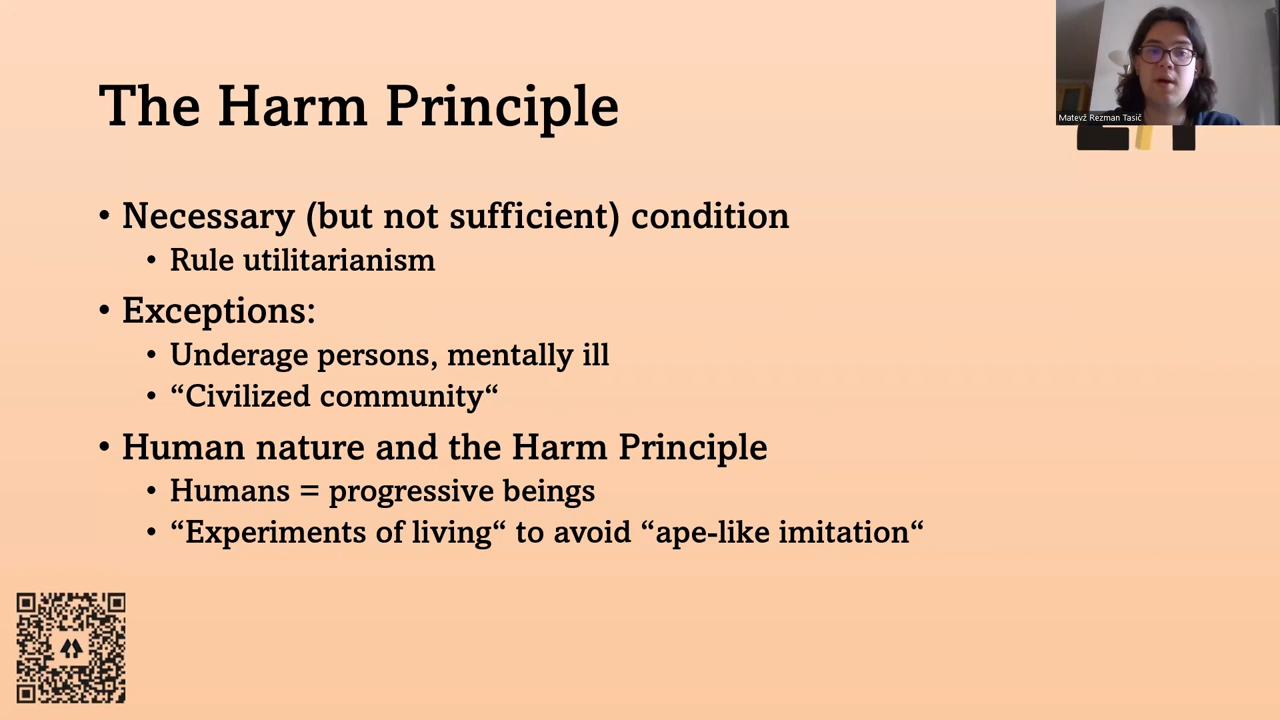 The Harm Principle
Matevž Rezman Tasič
• Necessary (but not sufficient) condition
• Rule utilitarianism
• Exceptions:
• Underage persons, mentally ill
• “Civilized community“
• Human nature and the Harm Principle
• Humans = progressive beings
• “Experiments of living“ to avoid “ape-like imitation“